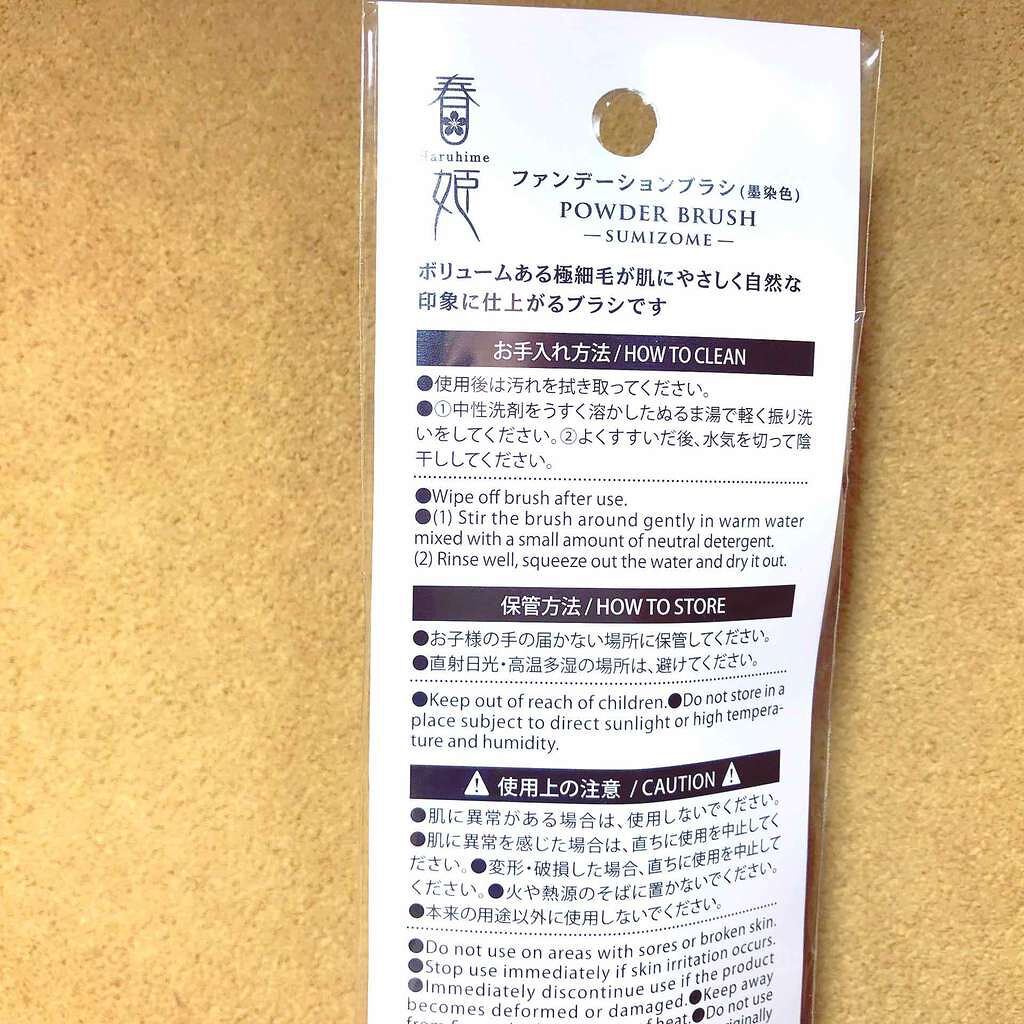 春
Haruhime
姫
ファンデーションブラシ(墨染色)
POWDER BRUSH
—SUMIZOME—
ボリュームある極細毛が肌にやさしく自然な
印象に仕上がるブラシです
お手入れ方法 / HOW TO CLEAN
●使用後は汚れを拭き取ってください。
●①中性洗剤をうすく溶かしたぬるま湯で軽く振り洗
いをしてください。②よくすすいだ後、水気を切って陰
干ししてください。
●Wipe off brush after use.
●(1) Stir the brush around gently in warm water
mixed with a small amount of neutral detergent.
(2) Rinse well, squeeze out the water and dry it out.
保管方法 / HOW TO STORE
●お子様の手の届かない場所に保管してください。
●直射日光・高温多湿の場所は、避けてください。
●Keep out of reach of children.●Do not store in a
place subject to direct sunlight or high tempera-
ture and humidity.
⚠ 使用上の注意 / CAUTION ⚠
●肌に異常がある場合は、使用しないでください。
●肌に異常を感じた場合は、直ちに使用を中止してく
ださい。●変形・破損した場合、直ちに使用を中止して
ください。●火や熱源のそばに置かないでください。
●本来の用途以外に使用しないでください。
●Do not use on areas with sores or broken skin.
●Stop use immediately if skin irritation occurs.
●Immediately discontinue use if the product
becomes deformed or damaged.●Keep away
of heat.●Do not use